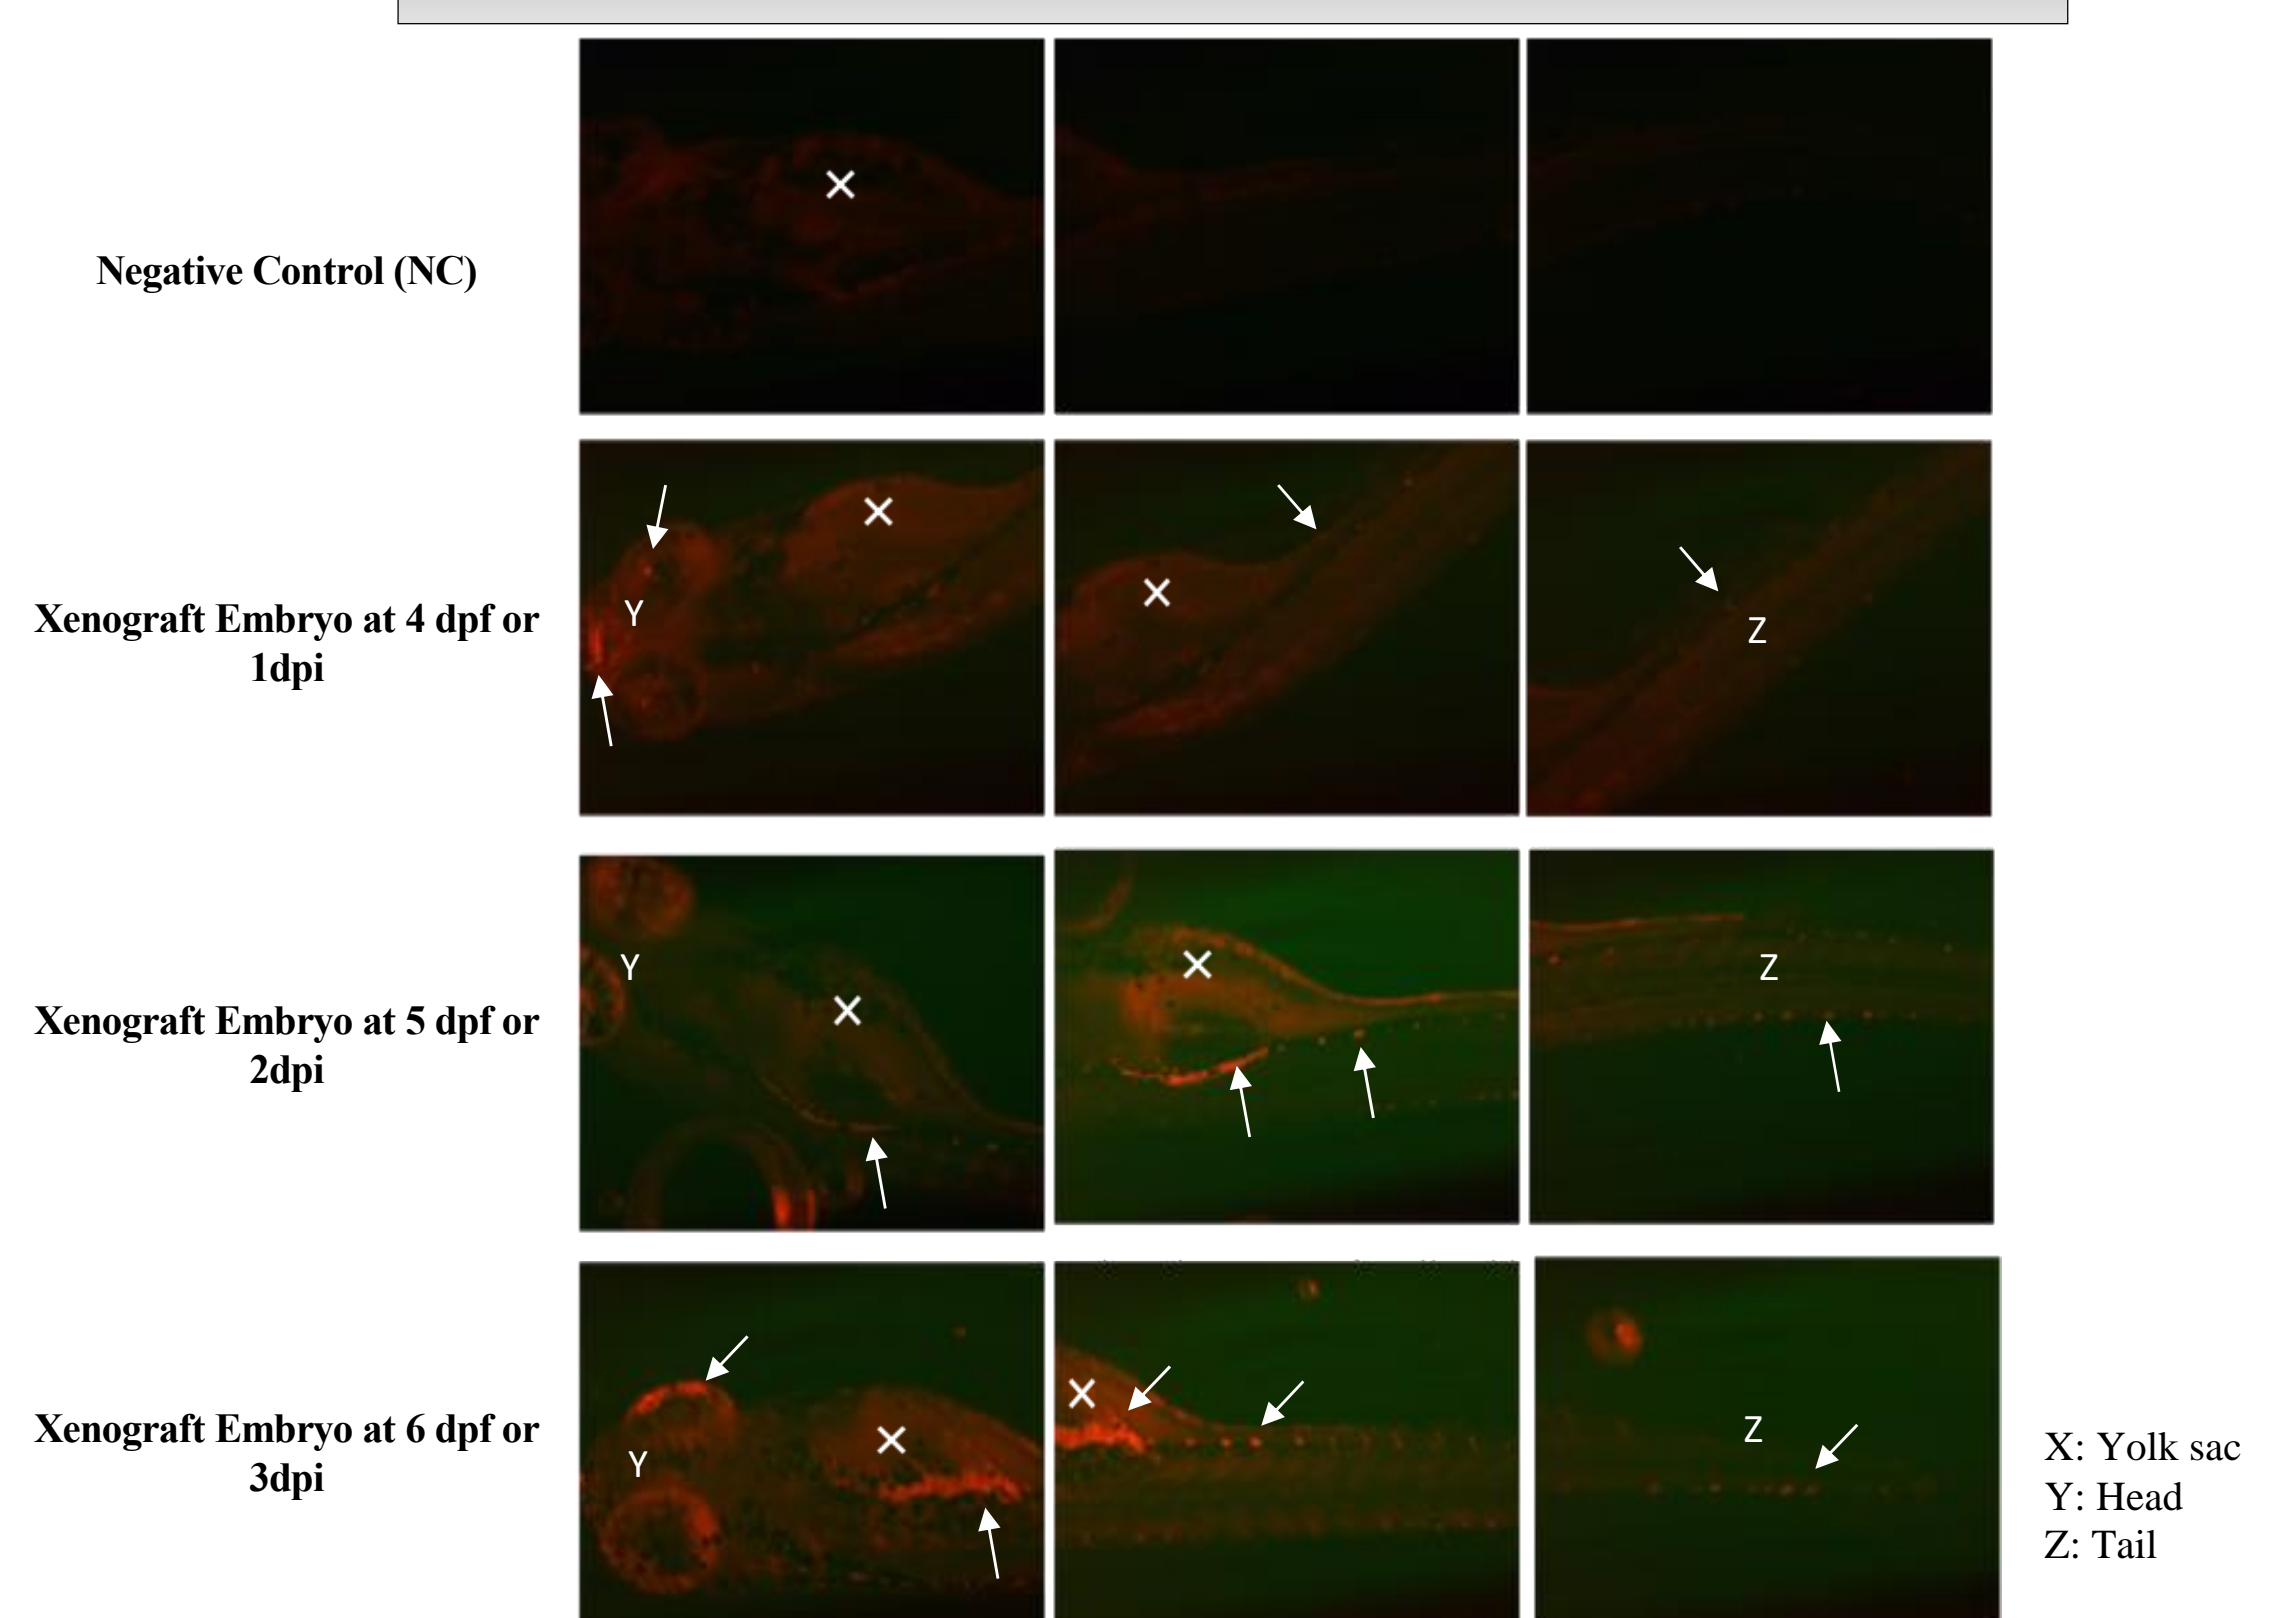 ×
Negative Control (NC)
× Y
× Z
Xenograft Embryo at 4 dpf or
1dpi
Y × × Z
Xenograft Embryo at 5 dpf or
2dpi
Y × × Z
Xenograft Embryo at 6 dpf or
3dpi
X: Yolk sac
Y: Head
Z: Tail